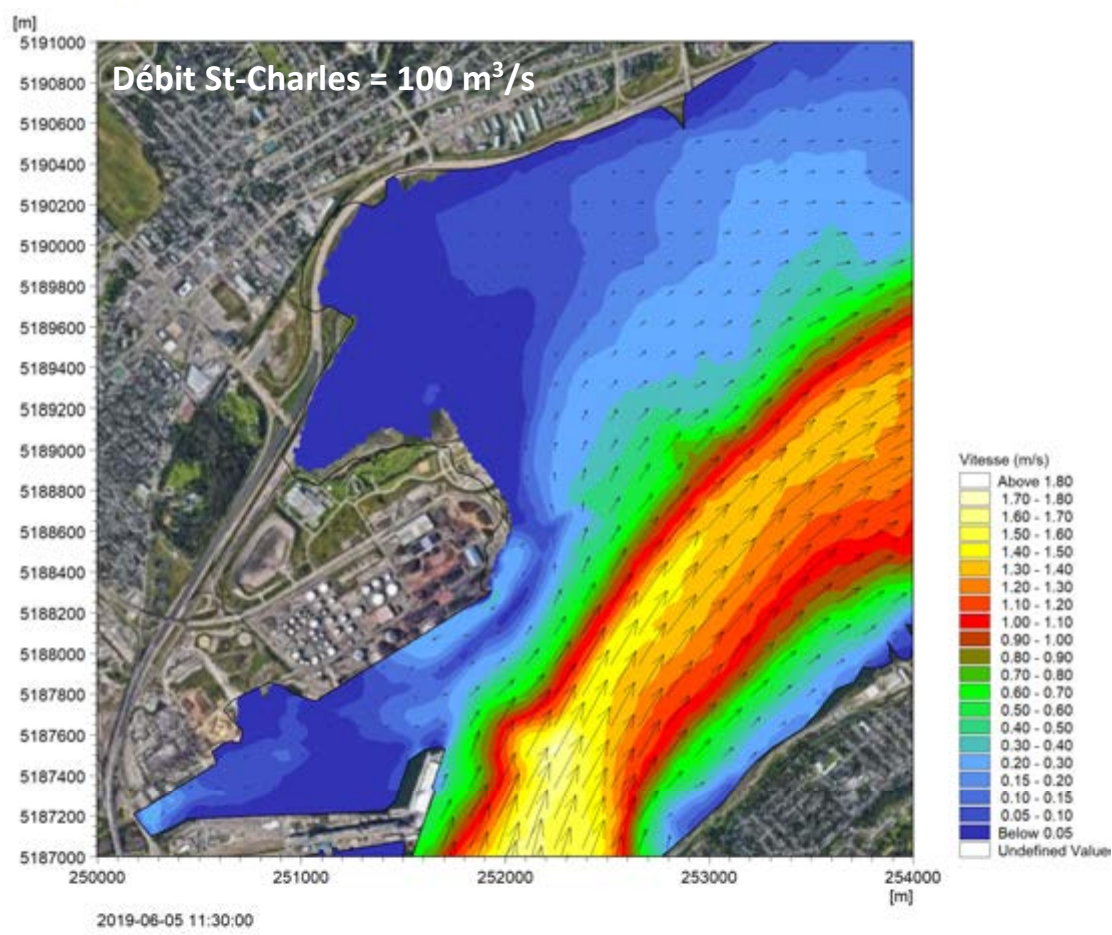 [m]
5191000
Débit St-Charles = 100 m³/s
5190800
5190600
5190400
5190200
5190000
5189800
5189600
5189400
5189200
5189000
5188800
5188600
5188400
5188200
5188000
5187800
5187600
5187400
5187200
5187000
250000 251000 252000 253000 254000
[m]
2019-06-05 11:30:00
Vitesse (m/s)
Above 1.80
1.70 - 1.80
1.60 - 1.70
1.50 - 1.60
1.40 - 1.50
1.30 - 1.40
1.20 - 1.30
1.10 - 1.20
1.00 - 1.10
0.90 - 1.00
0.80 - 0.90
0.70 - 0.80
0.60 - 0.70
0.50 - 0.60
0.40 - 0.50
0.30 - 0.40
0.20 - 0.30
0.15 - 0.20
0.10 - 0.15
0.05 - 0.10
Below 0.05
Undefined Value